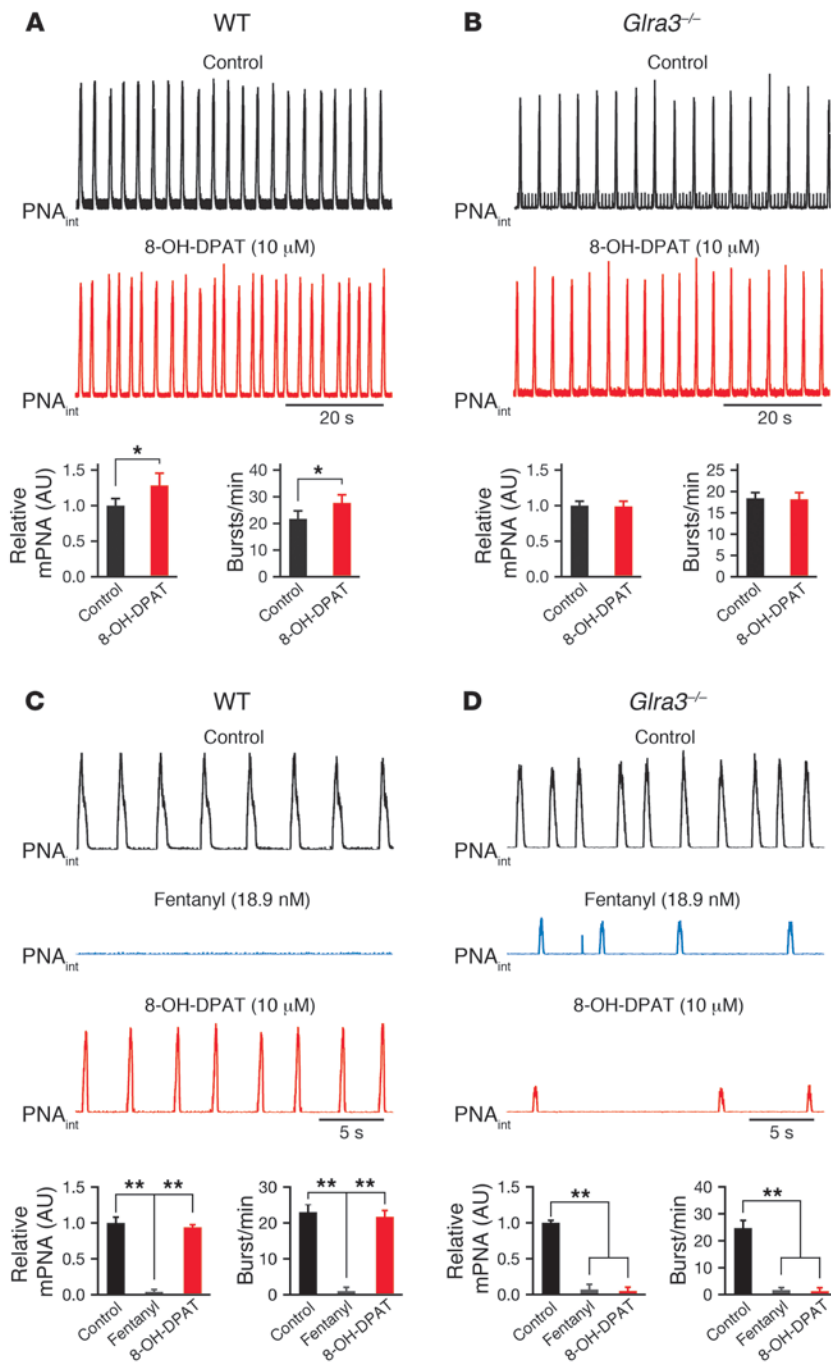 A WT
Control
PNAint
8-OH-DPAT (10 μM)
PNAint
20 s
Relative mPNA (AU)
1.5
1.0
0.5
0.0
*
Control
8-OH-DPAT
Bursts/min
40
30
20
10
0
*
Control
8-OH-DPAT
B Glra3–/–
Control
PNAint
8-OH-DPAT (10 μM)
PNAint
20 s
Relative mPNA (AU)
1.5
1.0
0.5
0.0
Control
8-OH-DPAT
Bursts/min
25
20
15
10
5
0
Control
8-OH-DPAT
C WT
Control
PNAint
Fentanyl (18.9 nM)
PNAint
8-OH-DPAT (10 μM)
PNAint
5 s
Relative mPNA (AU)
1.5
1.0
0.5
0.0
** **
Control
Fentanyl
8-OH-DPAT
Burst/min
30
20
10
0
** **
Control
Fentanyl
8-OH-DPAT
D Glra3–/–
Control
PNAint
Fentanyl (18.9 nM)
PNAint
8-OH-DPAT (10 μM)
PNAint
5 s
Relative mPNA (AU)
1.5
1.0
0.5
0.0
**
Control
Fentanyl
8-OH-DPAT
Burst/min
40
30
20
10
0
**
Control
Fentanyl
8-OH-DPAT